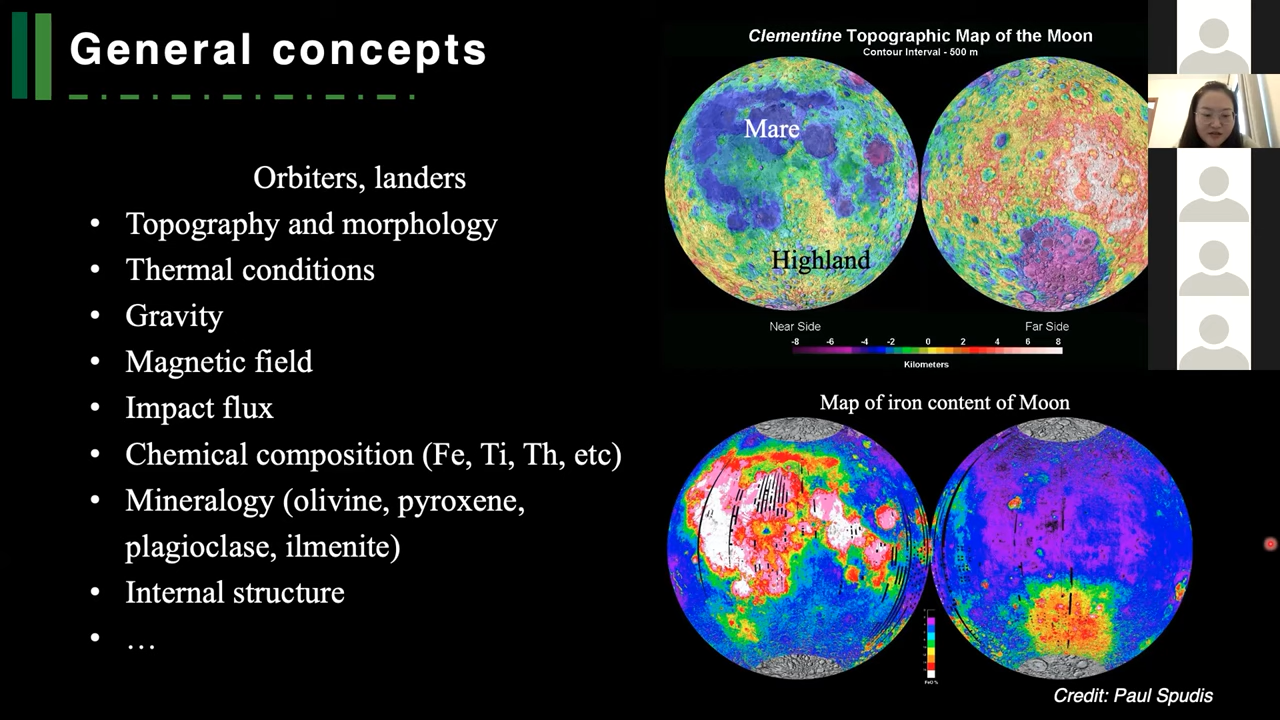 General concepts
Orbiters, landers
• Topography and morphology
• Thermal conditions
• Gravity
• Magnetic field
• Impact flux
• Chemical composition (Fe, Ti, Th, etc)
• Mineralogy (olivine, pyroxene,
plagioclase, ilmenite)
• Internal structure
• …
Clementine Topographic Map of the Moon
Contour Interval - 500 m
Mare
Highland
Near Side
Far Side
-8 -6 -4 -2 0 2 4 6 8
Kilometers
Map of iron content of Moon
FeO %
Credit: Paul Spudis